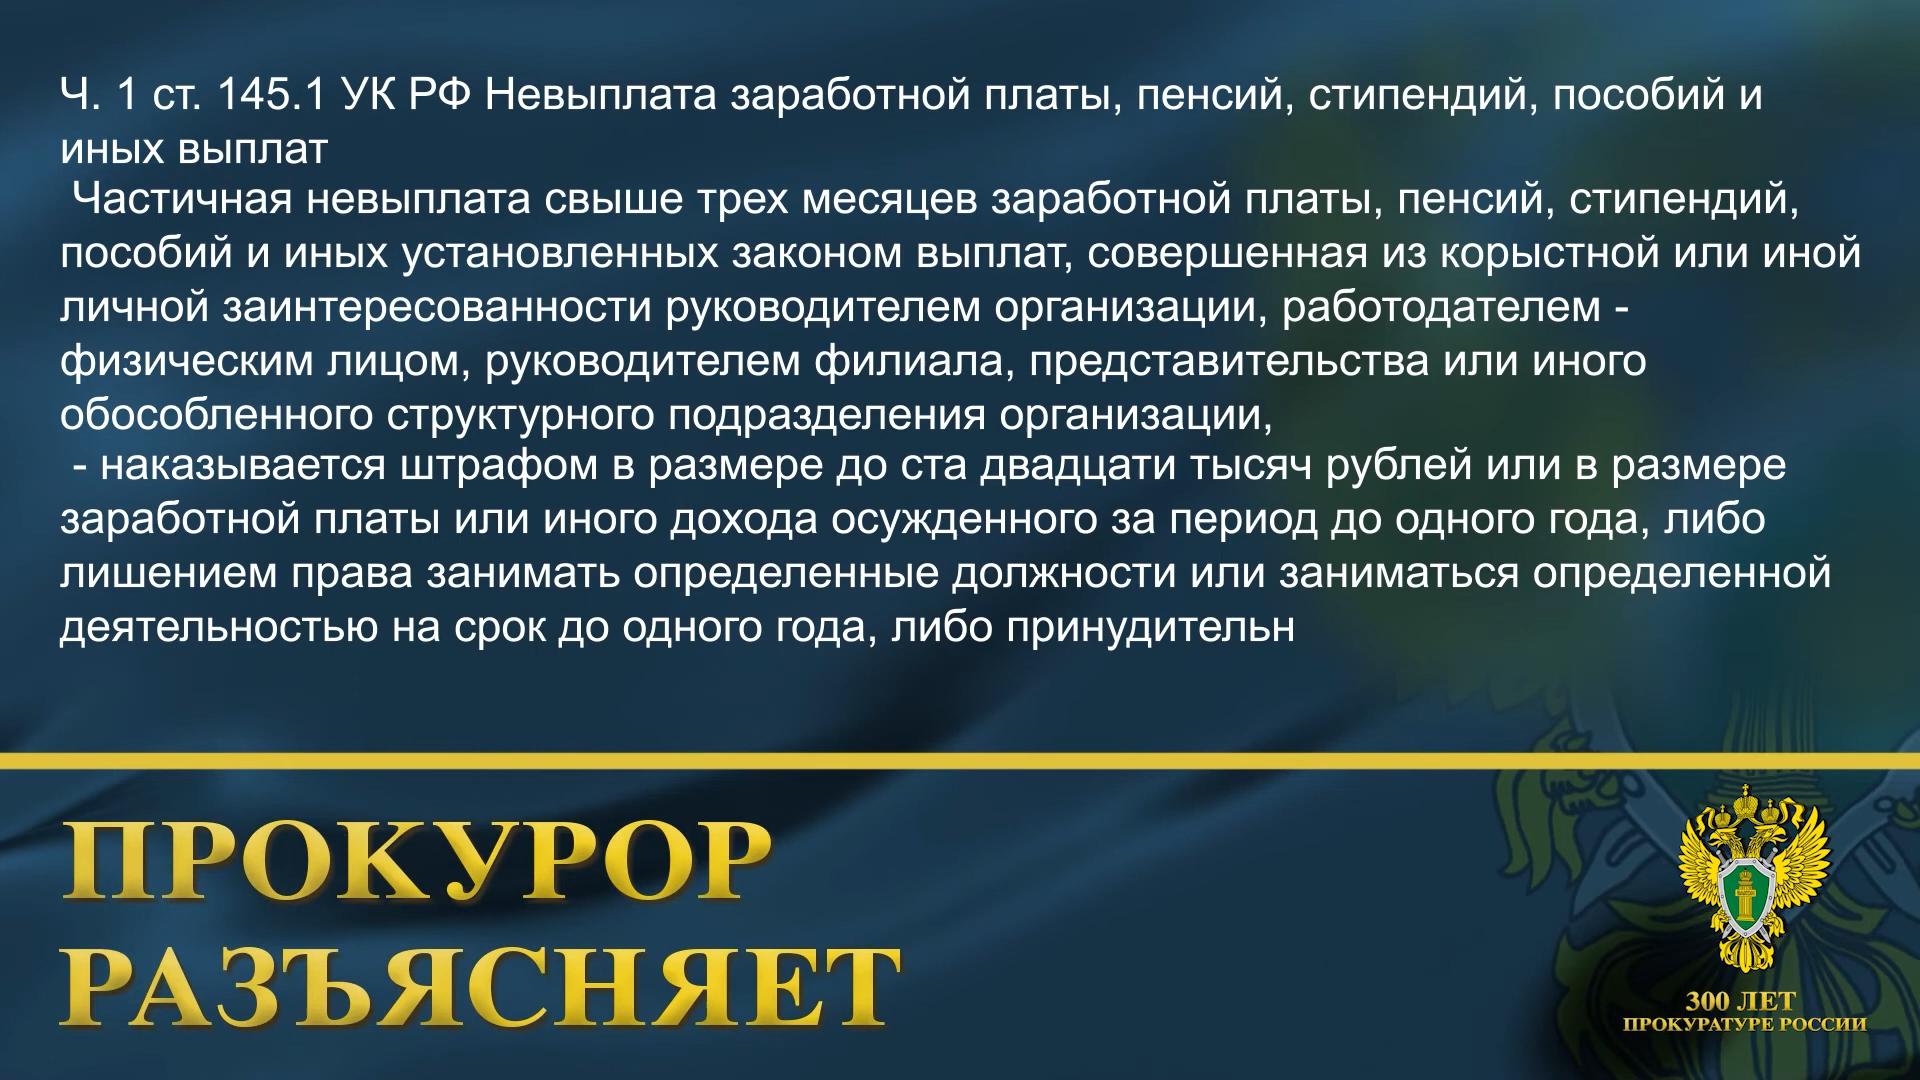 Ч. 1 ст. 145.1 УК РФ Невыплата заработной платы, пенсий, стипендий, пособий и
иных выплат
Частичная невыплата свыше трех месяцев заработной платы, пенсий, стипендий,
пособий и иных установленных законом выплат, совершенная из корыстной или иной
личной заинтересованности руководителем организации, работодателем -
физическим лицом, руководителем филиала, представительства или иного
обособленного структурного подразделения организации,
- наказывается штрафом в размере до ста двадцати тысяч рублей или в размере
заработной платы или иного дохода осужденного за период до одного года, либо
лишением права занимать определенные должности или заниматься определенной
деятельностью на срок до одного года, либо принудительн
ПРОКУРОР
РАЗЪЯСНЯЕТ
300 ЛЕТ
ПРОКУРАТУРЕ РОССИИ